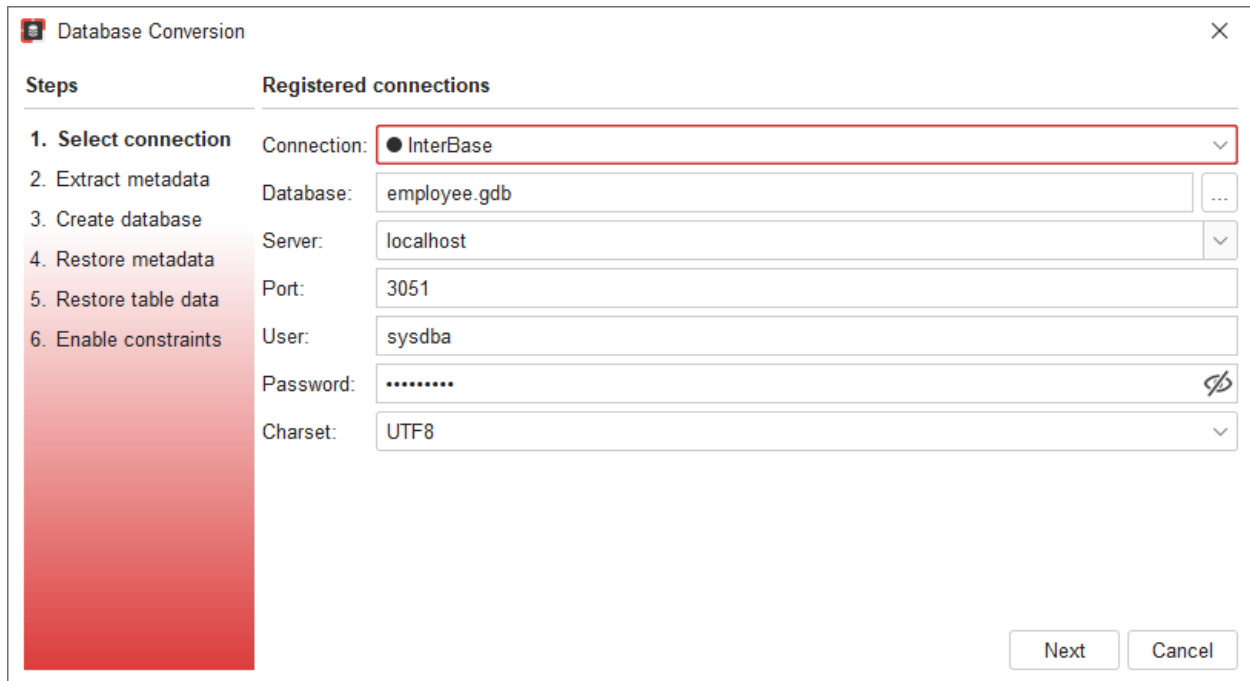 Database Conversion
Steps
1. Select connection
2. Extract metadata
3. Create database
4. Restore metadata
5. Restore table data
6. Enable constraints
Registered connections
Connection: InterBase
Database: employee.gdb ...
Server: localhost
Port: 3051
User: sysdba
Password: •••••••••
Charset: UTF8
Next Cancel